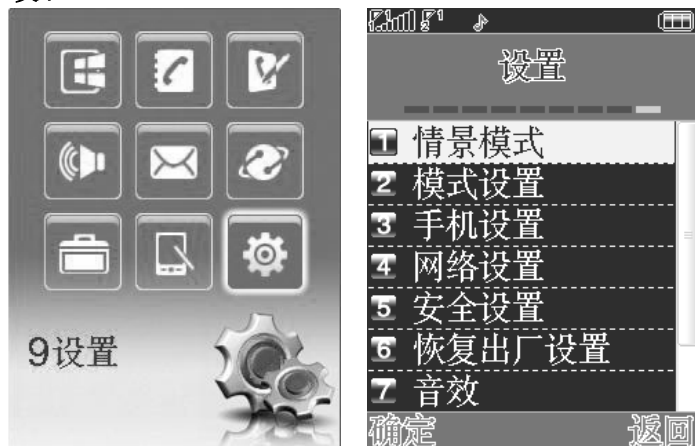 9设置
设置
1 情景模式
2 模式设置
3 手机设置
4 网络设置
5 安全设置
6 恢复出厂设置
7 音效
确定 返回